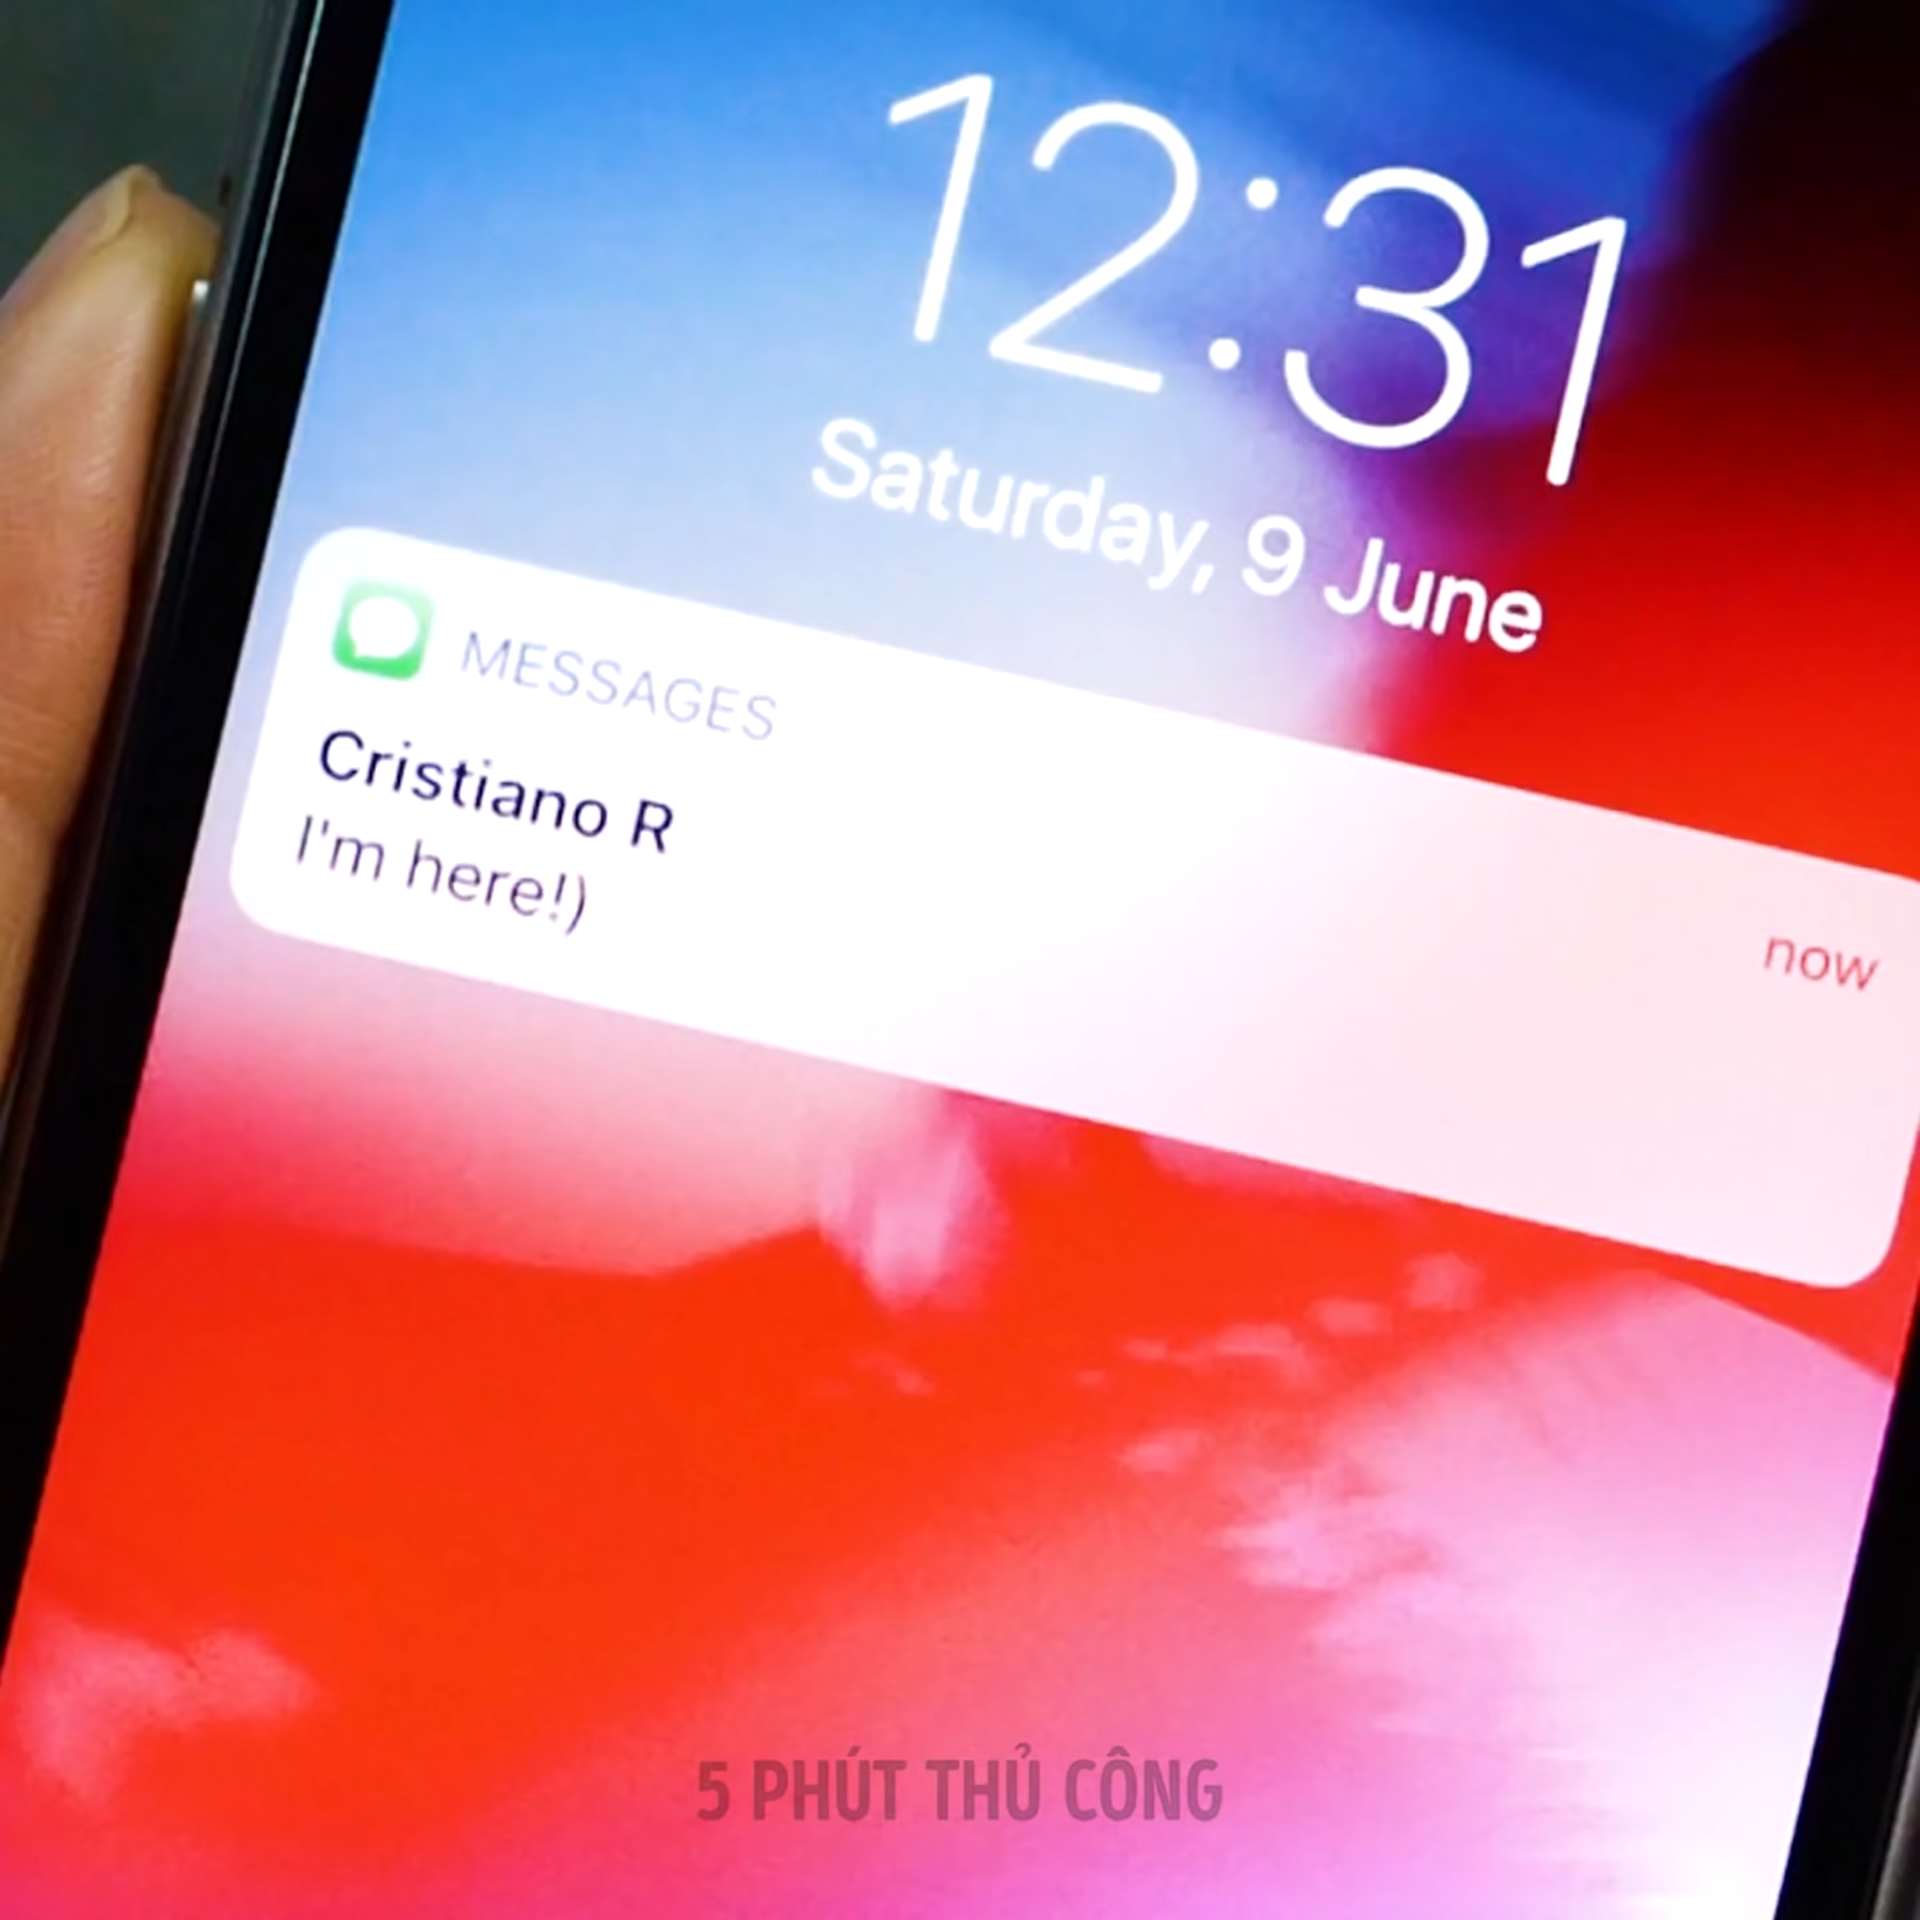 12:31
Saturday, 9 June
MESSAGES
now
Cristiano R
I'm here!)
5 PHÚT THỦ CÔNG